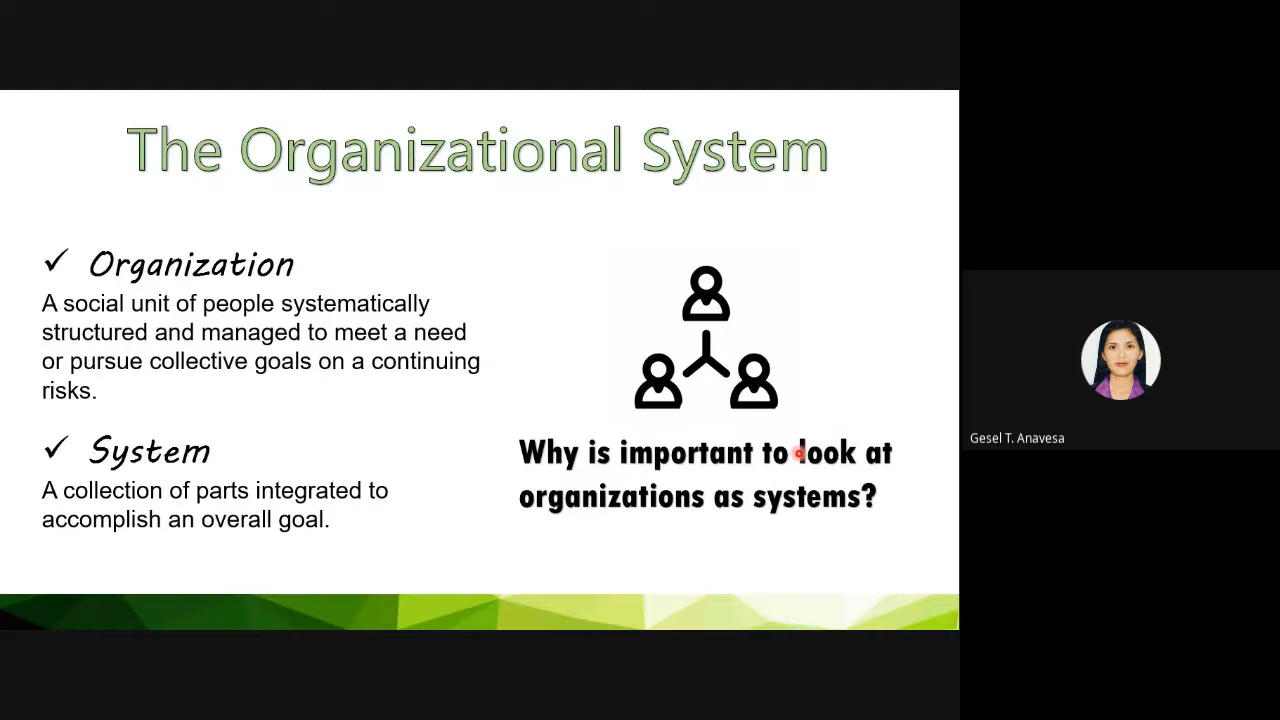 The Organizational System
✓ Organization
A social unit of people systematically
structured and managed to meet a need
or pursue collective goals on a continuing
risks.
✓ System
A collection of parts integrated to
accomplish an overall goal.
Why is important to look at
organizations as systems?
Gesel T. Anavesa